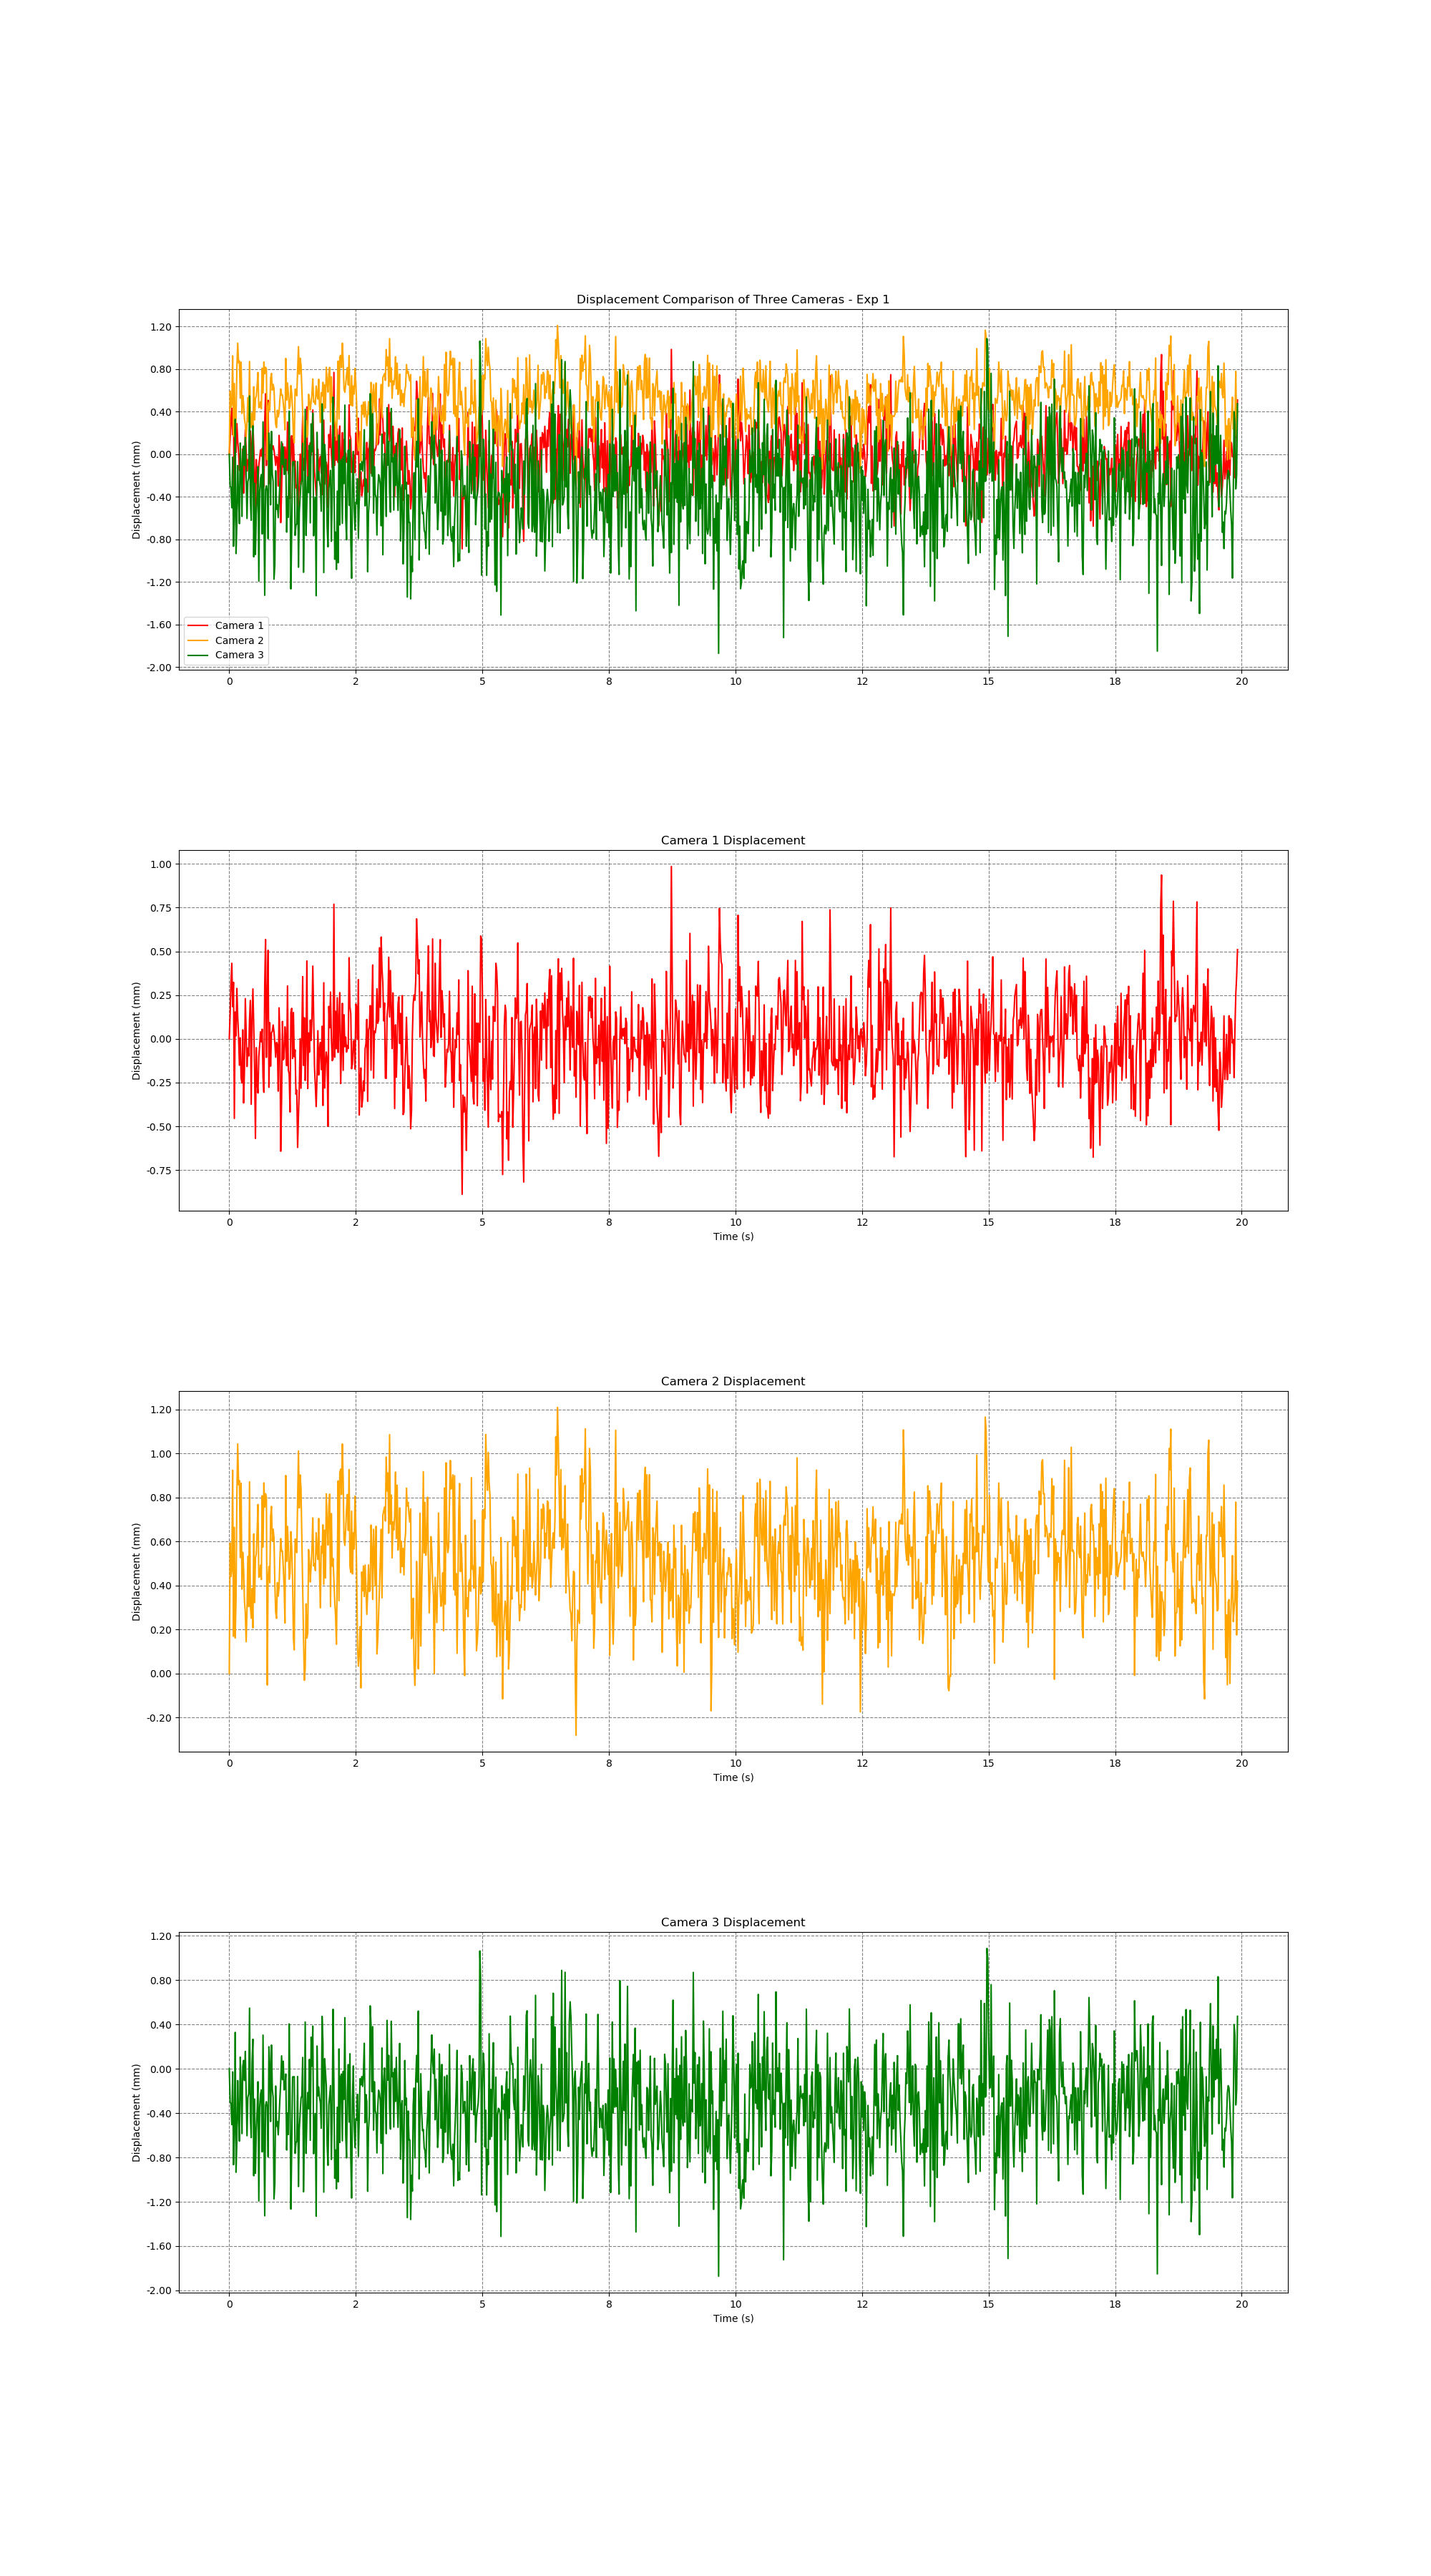 Displacement Comparison of Three Cameras - Exp 1
1.20
0.80
0.40
0.00
-0.40
-0.80
-1.20
-1.60
-2.00
Displacement (mm)
Camera 1
Camera 2
Camera 3
0 2 5 8 10 12 15 18 20
Camera 1 Displacement
1.00
0.75
0.50
0.25
0.00
-0.25
-0.50
-0.75
Displacement (mm)
0 2 5 8 10 12 15 18 20
Time (s)
Camera 2 Displacement
1.20
1.00
0.80
0.60
0.40
0.20
0.00
-0.20
Displacement (mm)
0 2 5 8 10 12 15 18 20
Time (s)
Camera 3 Displacement
1.20
0.80
0.40
0.00
-0.40
-0.80
-1.20
-1.60
-2.00
Displacement (mm)
0 2 5 8 10 12 15 18 20
Time (s)